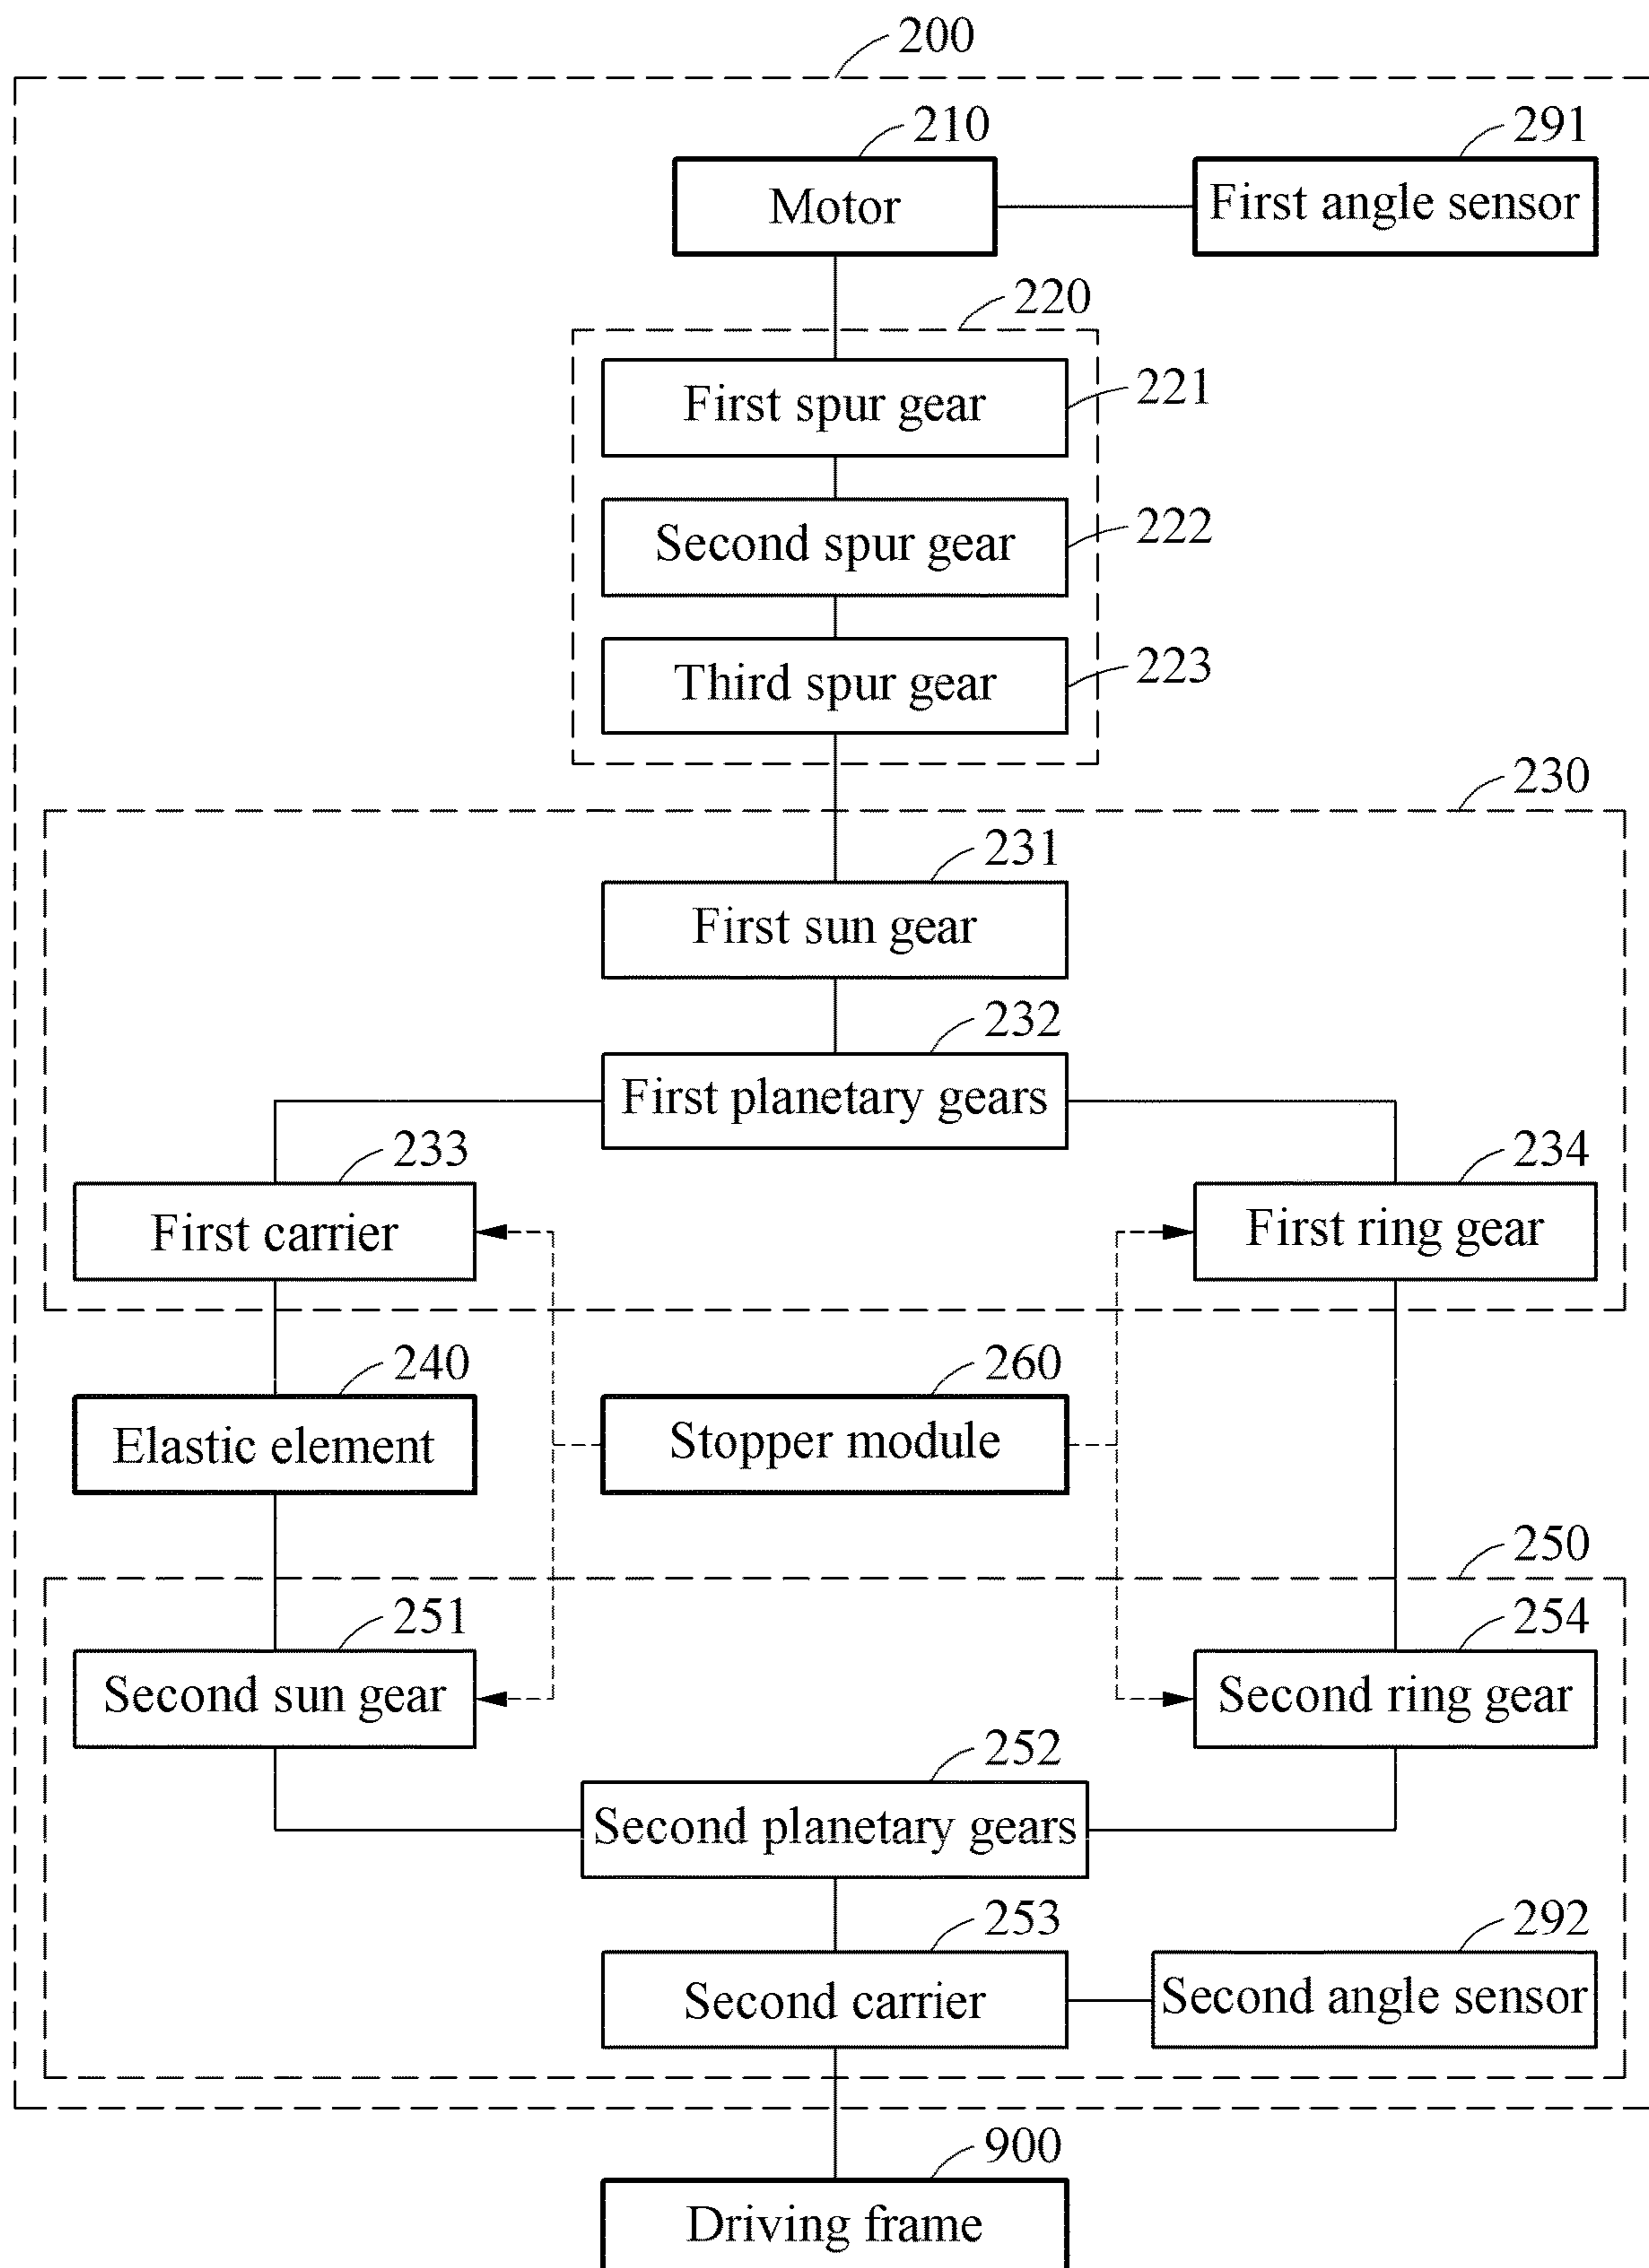 200
210
291
Motor
First angle sensor
220
First spur gear
221
Second spur gear
222
Third spur gear
223
230
231
First sun gear
232
First planetary gears
233
234
First carrier
First ring gear
240
260
Elastic element
Stopper module
250
251
254
Second sun gear
Second ring gear
252
Second planetary gears
253
292
Second carrier
Second angle sensor
900
Driving frame